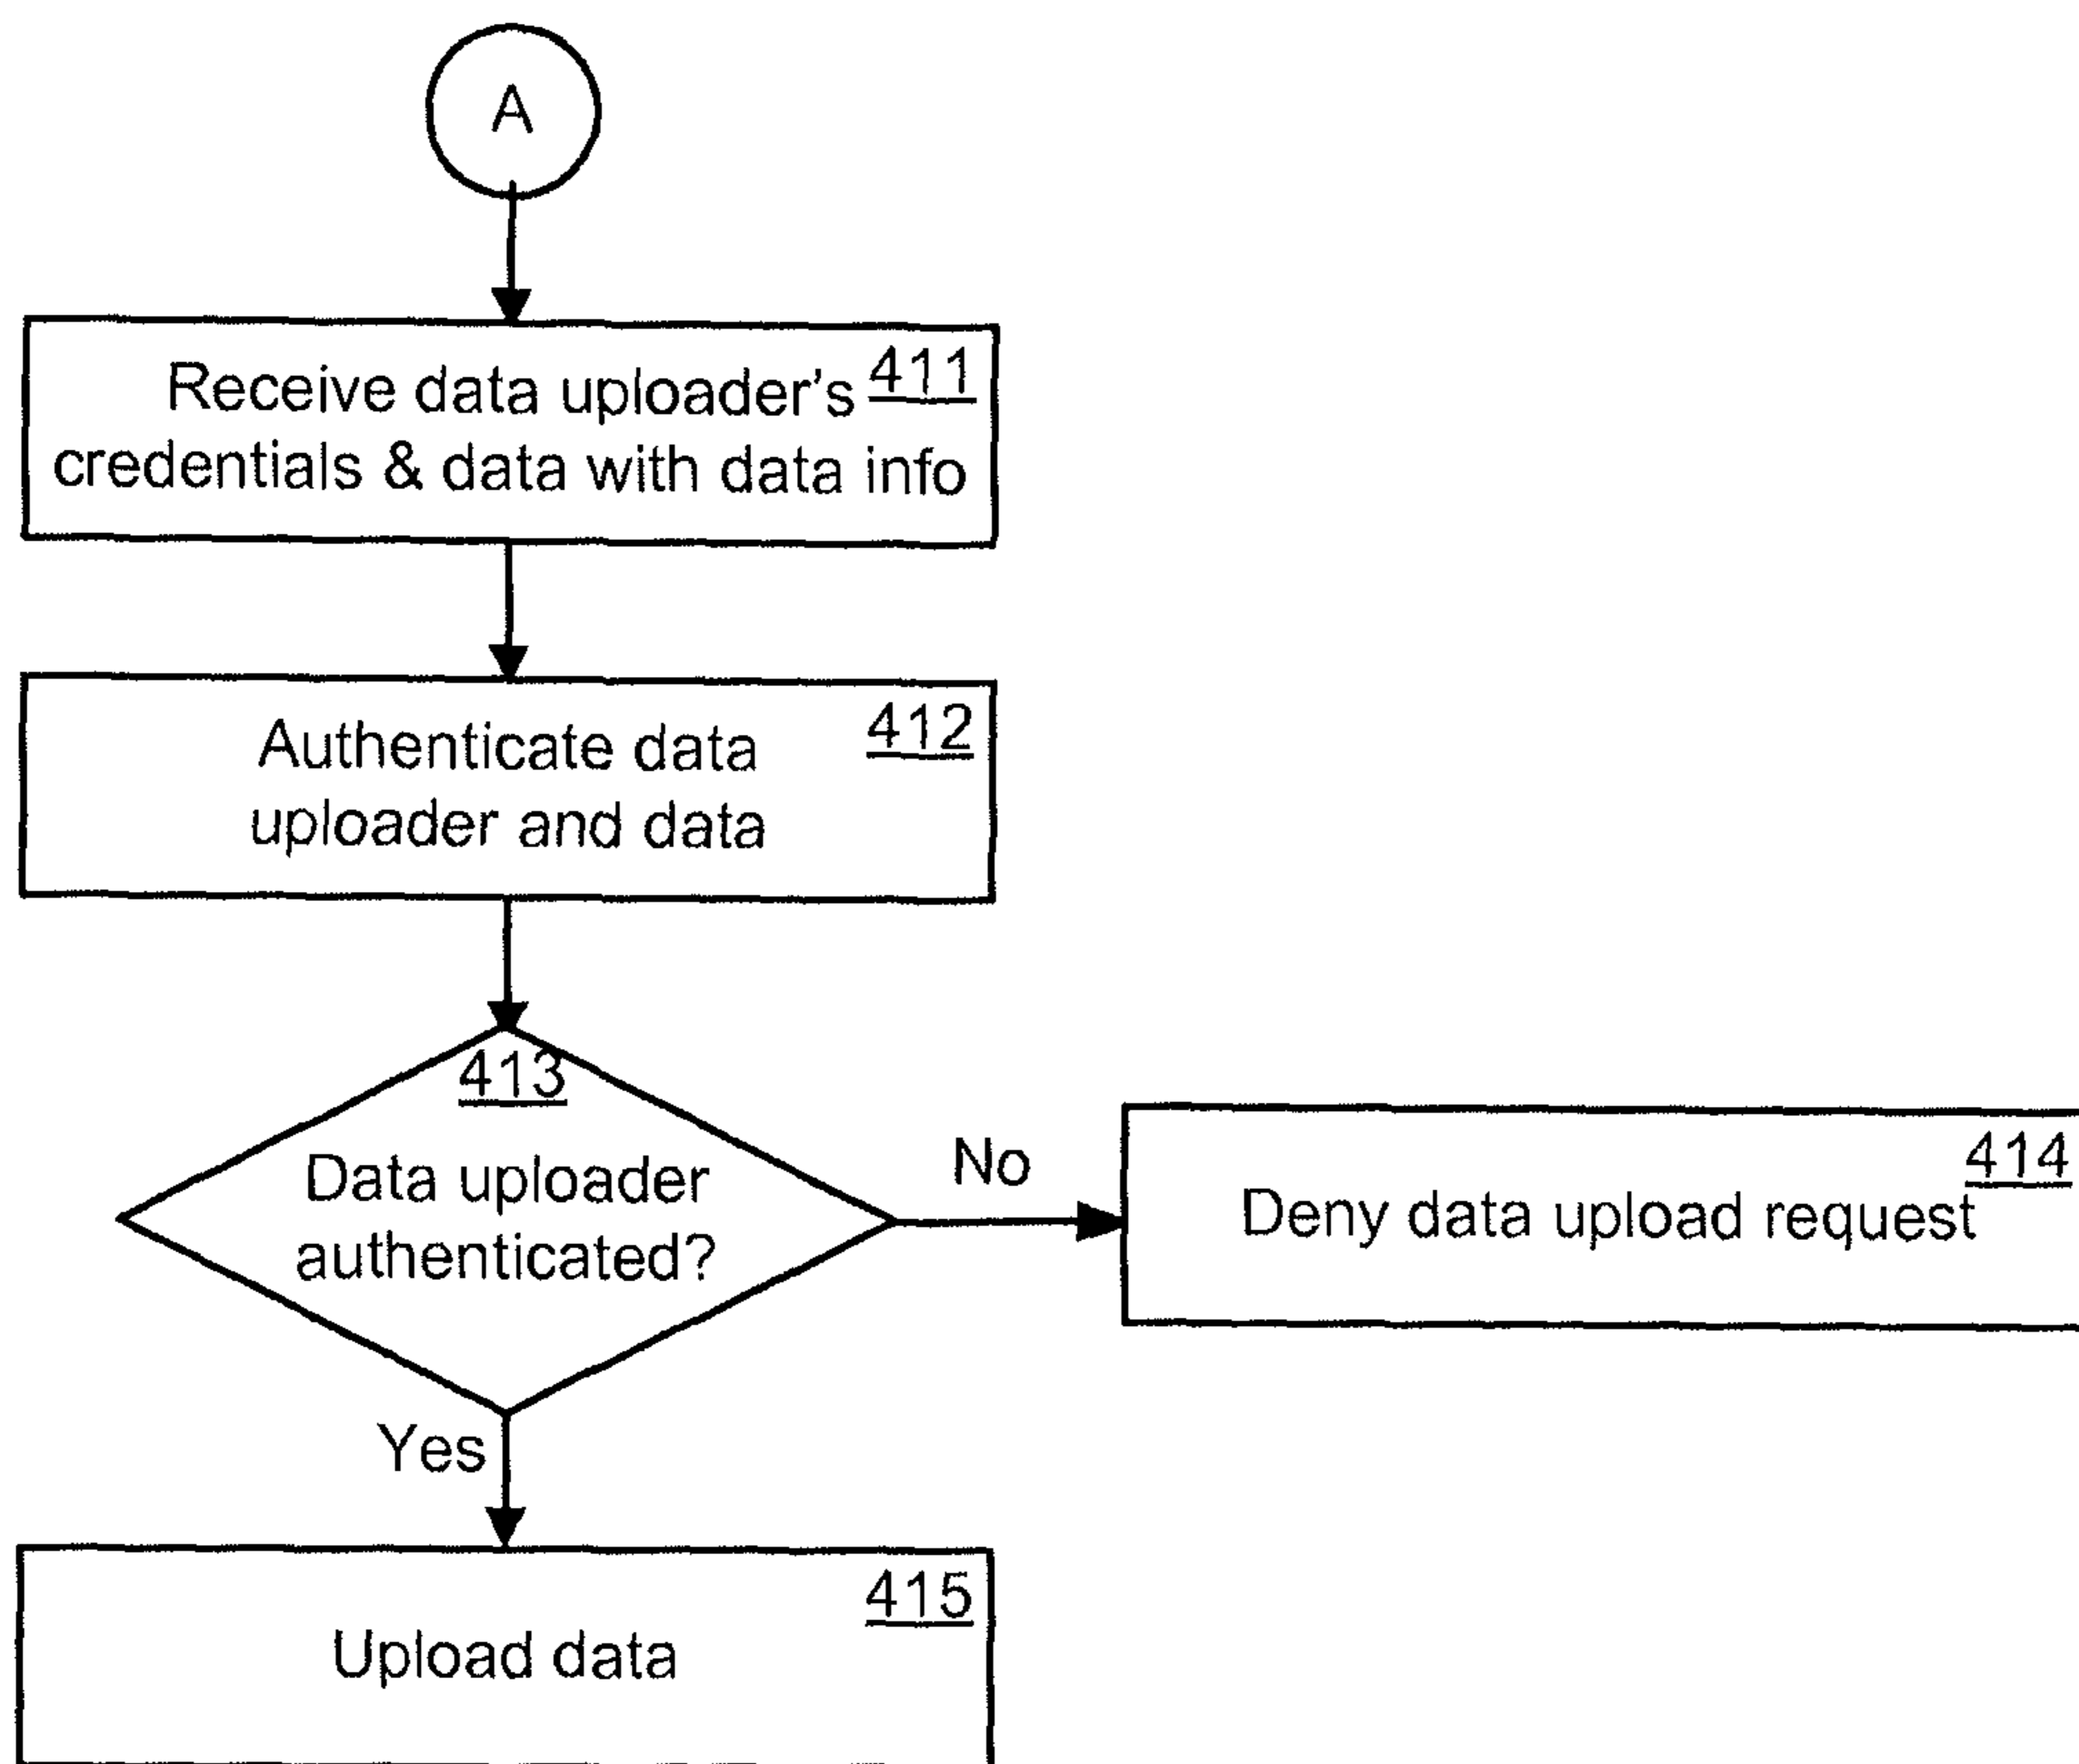 A
Receive data uploader's 411
credentials & data with data info
412
Authenticate data
uploader and data
413
Data uploader
authenticated?
No
414
Deny data upload request
Yes
415
Upload data